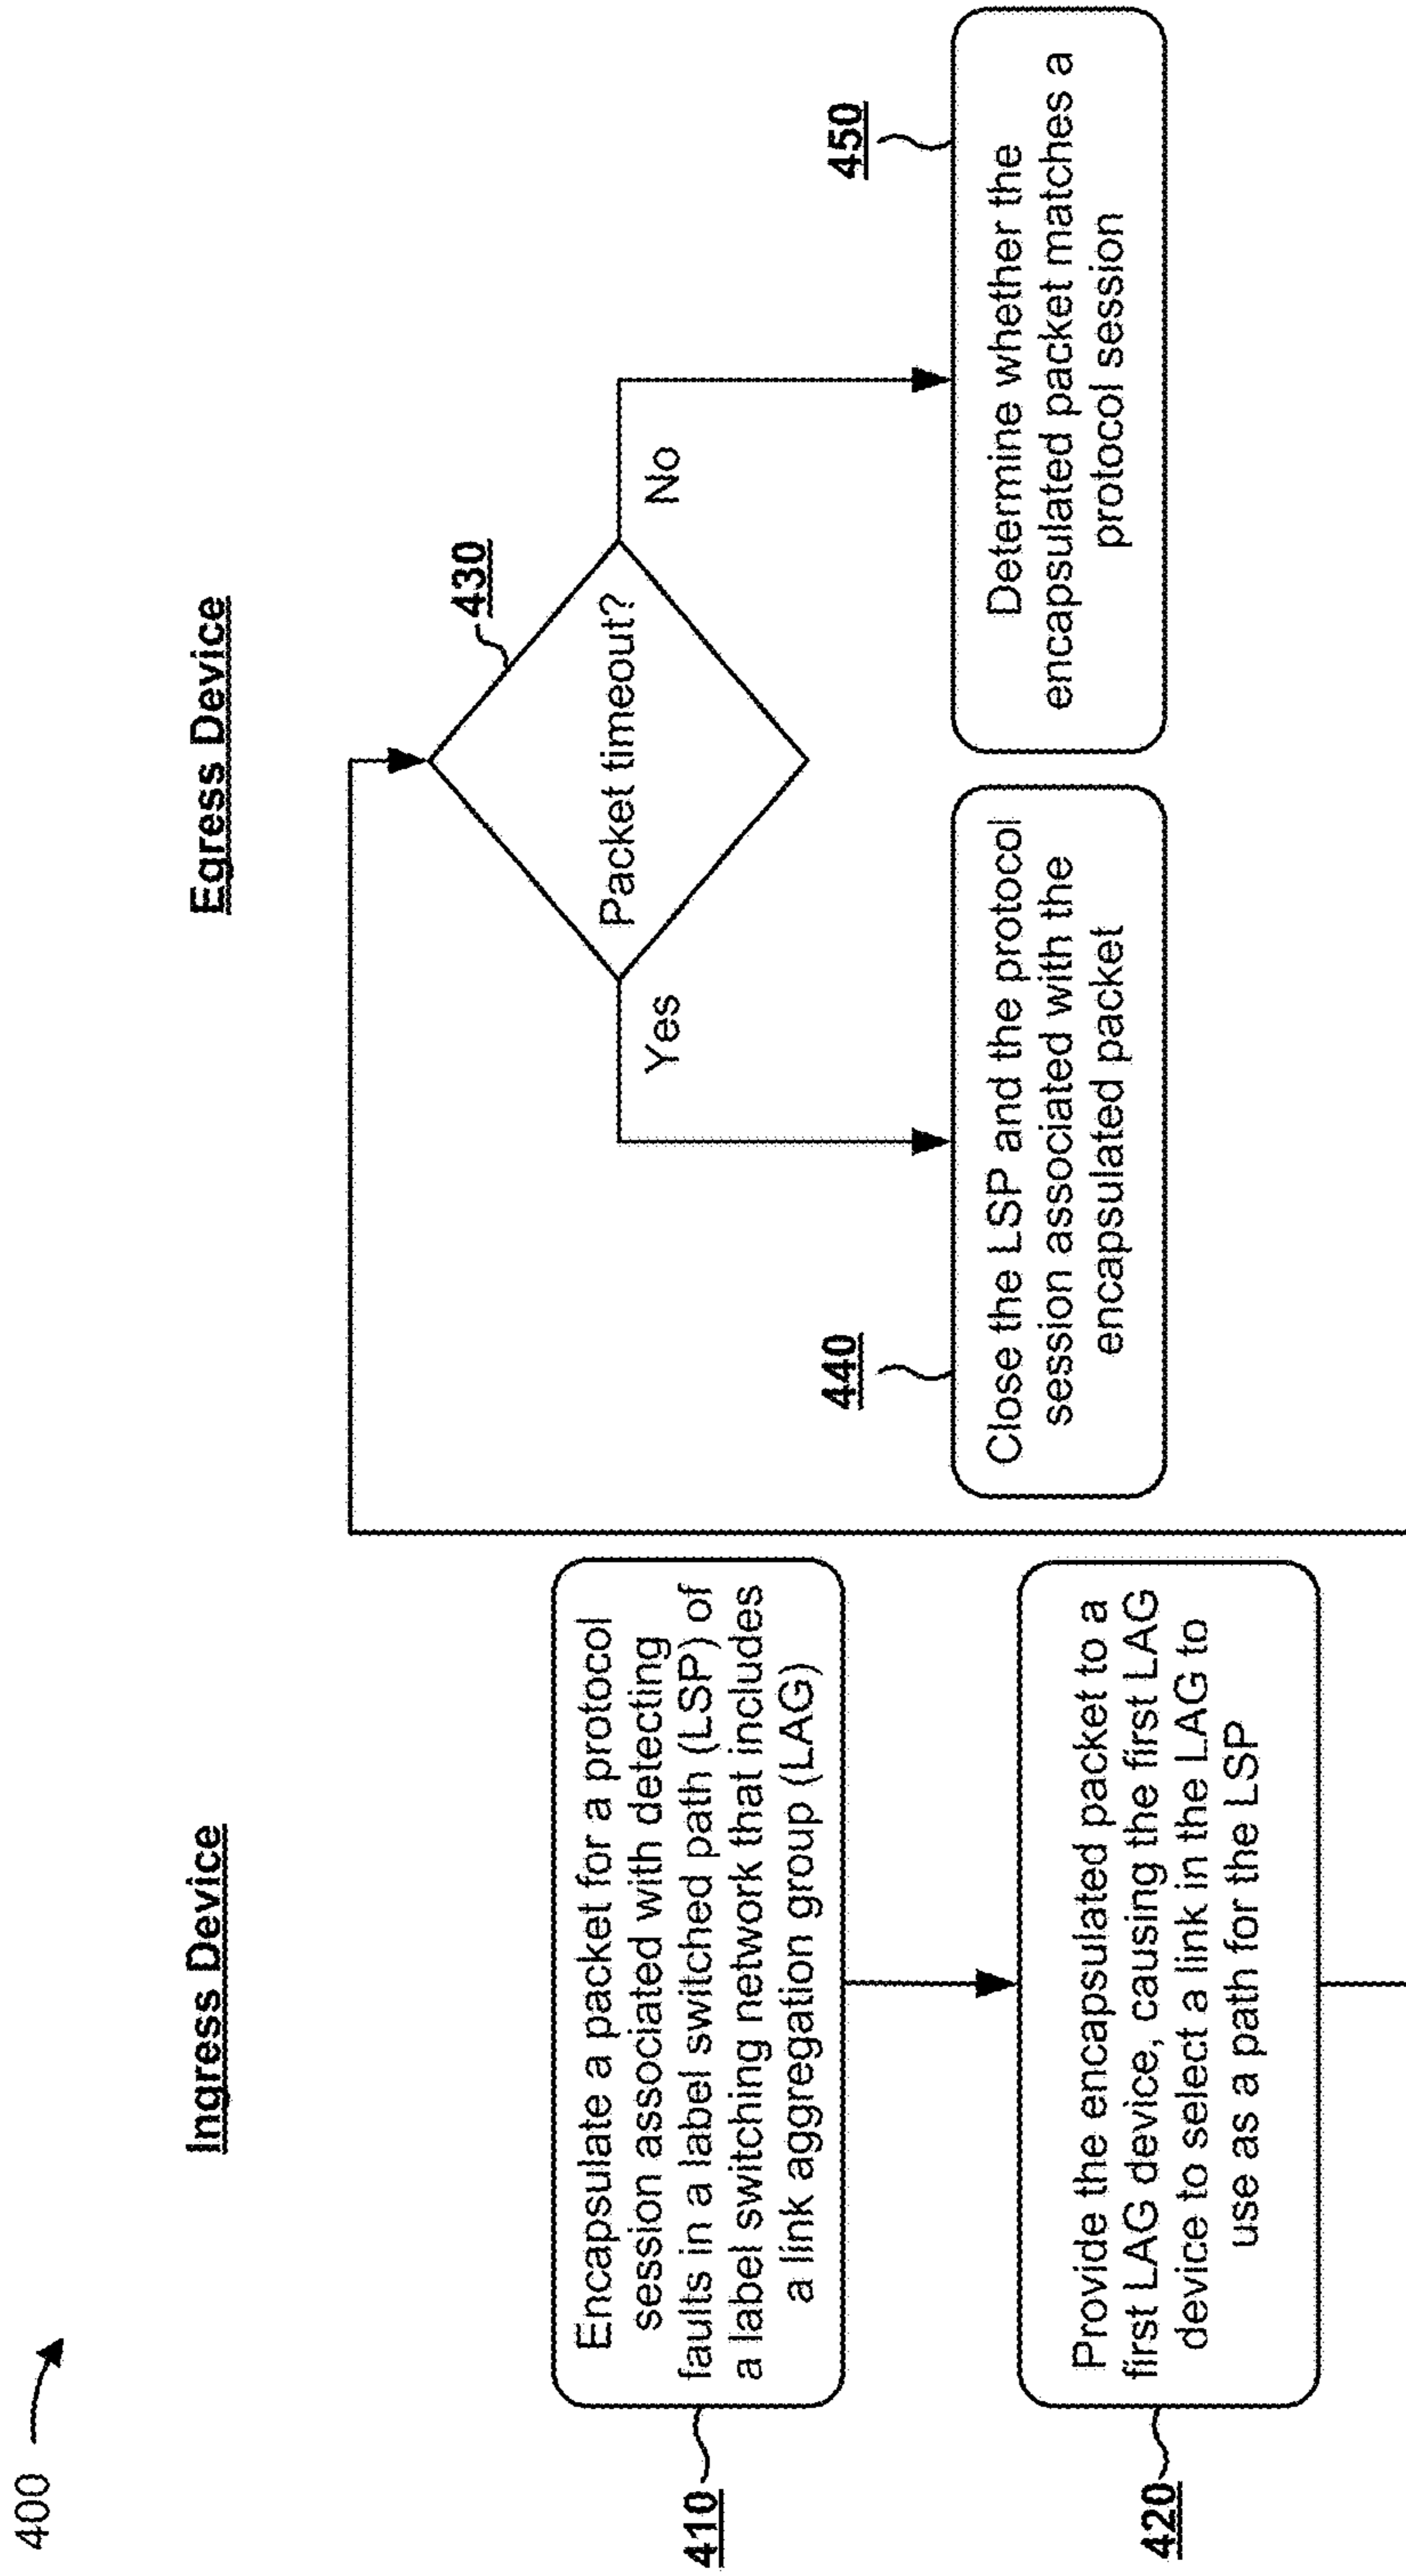 400
Ingress Device
410
Encapsulate a packet for a protocol
session associated with detecting
faults in a label switched path (LSP) of
a label switching network that includes
a link aggregation group (LAG)
420
Provide the encapsulated packet to a
first LAG device, causing the first LAG
device to select a link in the LAG to
use as a path for the LSP
Egress Device
430
Packet timeout?
Yes
No
440
Close the LSP and the protocol
session associated with the
encapsulated packet
450
Determine whether the
encapsulated packet matches a
protocol session